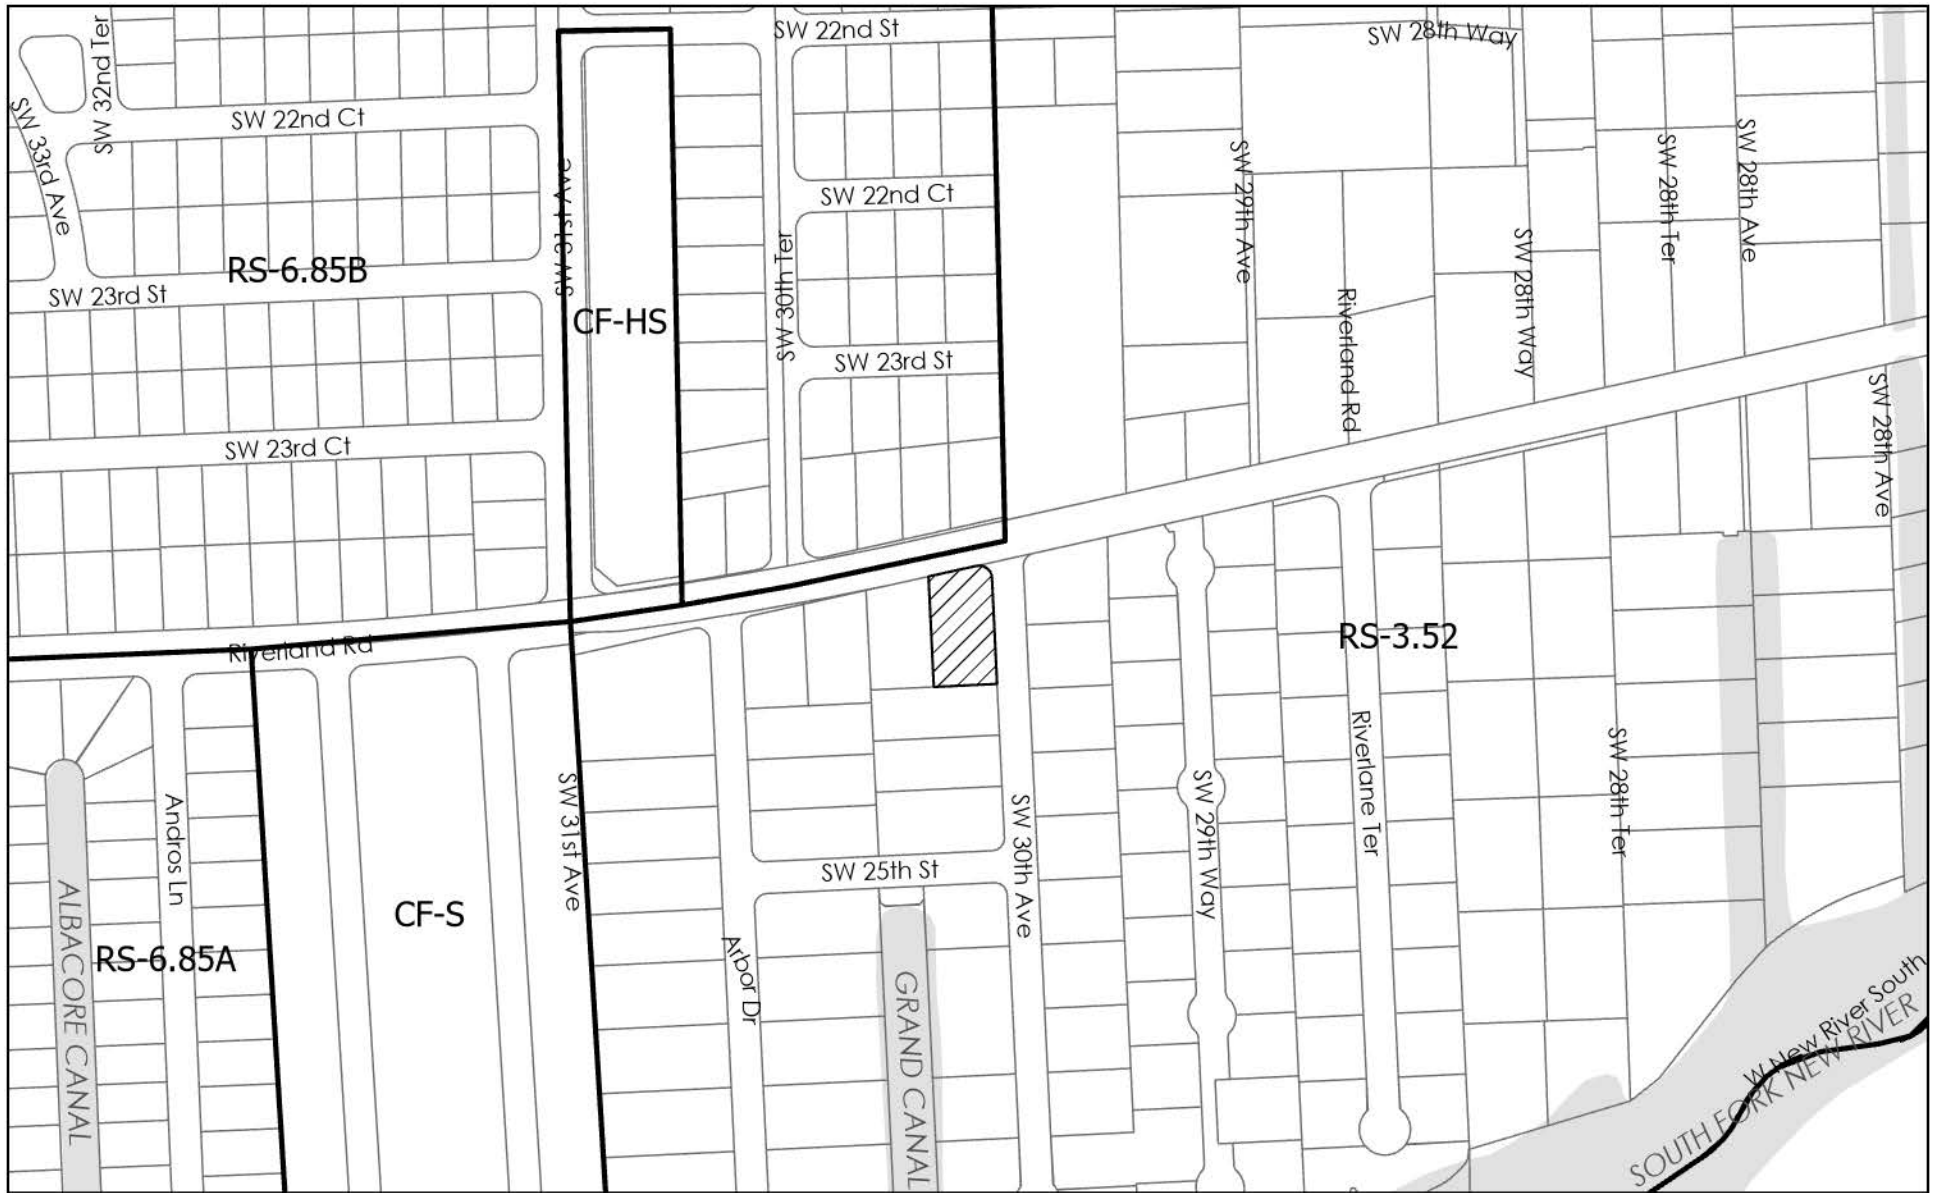 SW 32nd Ter
SW 22nd St
SW 28th Way
SW 33rd Ave
SW 22nd Ct
SW 31st Ave
SW 22nd Ct
SW 29th Ave
SW 28th Ter
SW 28th Ave
RS-6.85B
SW 23rd St
CF-HS
SW 30th Ter
SW 28th Way
Riverland Rd
SW 23rd St
SW 28th Ave
SW 23rd Ct
Riverland Rd
RS-3.52
Andros Ln
SW 31st Ave
SW 30th Ave
SW 29th Way
Riverlane Ter
SW 28th Ter
SW 25th St
ALBACORE CANAL
CF-S
RS-6.85A
Arbor Dr
GRAND CANAL
W New River South
SOUTH FORK NEW RIVER